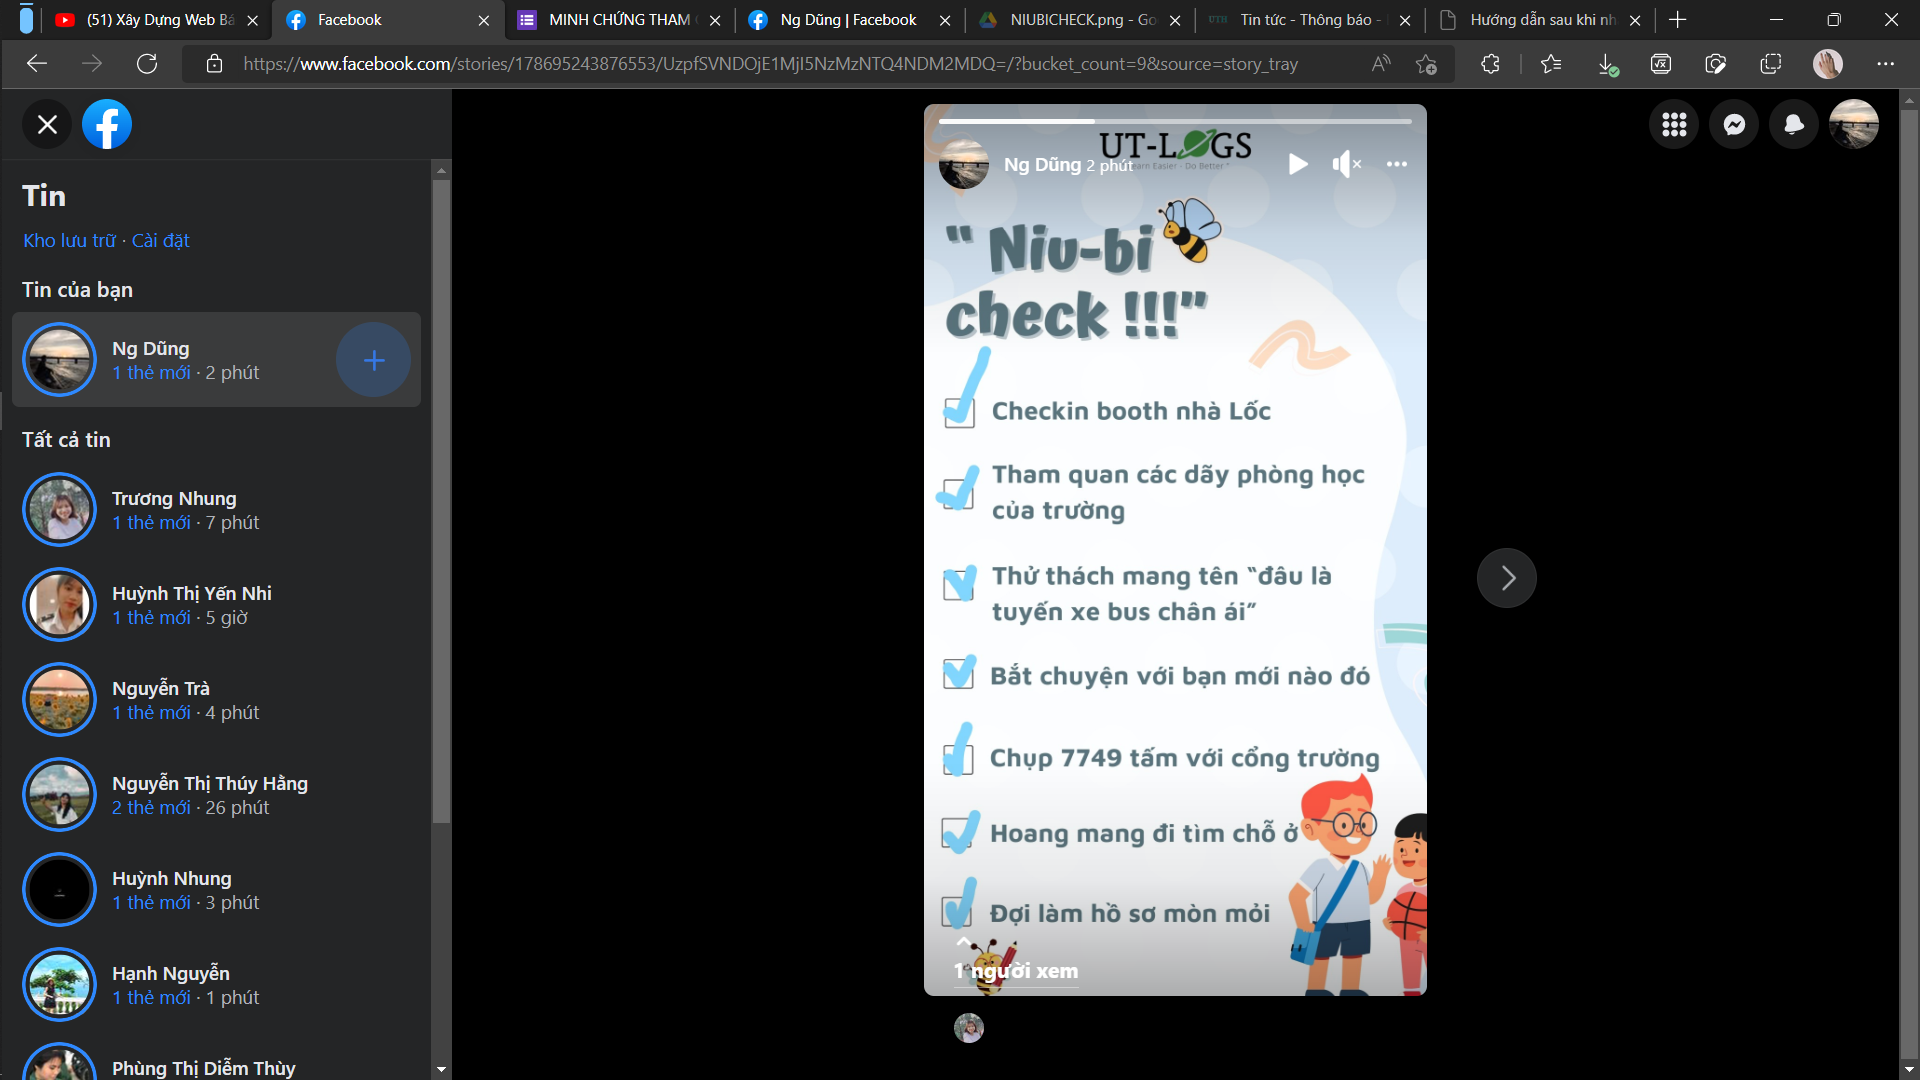 (51) Xây Dựng Web Bá
Facebook
MINH CHỨNG THAM
Ng Dũng | Facebook
NIUBICHECK.png - Go
UTH
Tin tức - Thông báo -
Hướng dẫn sau khi nh
https://www.facebook.com/stories/178695243876553/UzpfSVNDOjE1MjI5NzMzNTQ4NDM2MDQ=/?bucket_count=9&source=story_tray
Tin
Kho lưu trữ · Cài đặt
Tin của bạn
Ng Dũng
1 thẻ mới · 2 phút
Tất cả tin
Trương Nhung
1 thẻ mới · 7 phút
Huỳnh Thị Yến Nhi
1 thẻ mới · 5 giờ
Nguyễn Trà
1 thẻ mới · 4 phút
Nguyễn Thị Thúy Hằng
2 thẻ mới · 26 phút
Huỳnh Nhung
1 thẻ mới · 3 phút
Hạnh Nguyễn
1 thẻ mới · 1 phút
Phùng Thị Diễm Thùy
UT-LOGS
Easier - Do Better "
Ng Dũng 2 phút
" Niu-bi
check !!!"
Checkin booth nhà Lốc
Tham quan các dãy phòng học
của trường
Thử thách mang tên “đâu là
tuyến xe bus chân ái”
Bắt chuyện với bạn mới nào đó
Chụp 7749 tấm với cổng trường
Hoang mang đi tìm chỗ ở
Đợi làm hồ sơ mòn mỏi
1 người xem